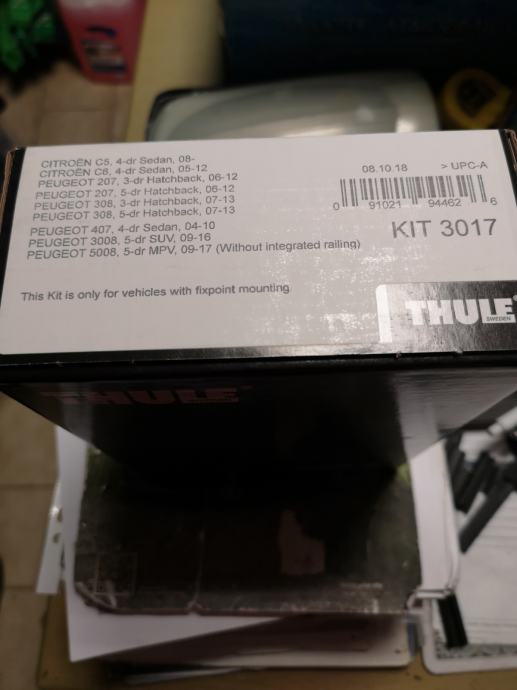 CITROËN C5, 4-dr Sedan, 08-
CITROËN C6, 4-dr Sedan, 05-12
PEUGEOT 207, 3-dr Hatchback, 06-12
PEUGEOT 207, 5-dr Hatchback, 06-12
PEUGEOT 308, 3-dr Hatchback, 07-13
PEUGEOT 308, 5-dr Hatchback, 07-13
PEUGEOT 407, 4-dr Sedan, 04-10
PEUGEOT 3008, 5-dr SUV, 09-16
PEUGEOT 5008, 5-dr MPV, 09-17 (Without integrated railing)
This Kit is only for vehicles with fixpoint mounting
08.10.18 > UPC-A
0 91021 94462 6
KIT 3017
THULE
SWEDEN
THULE